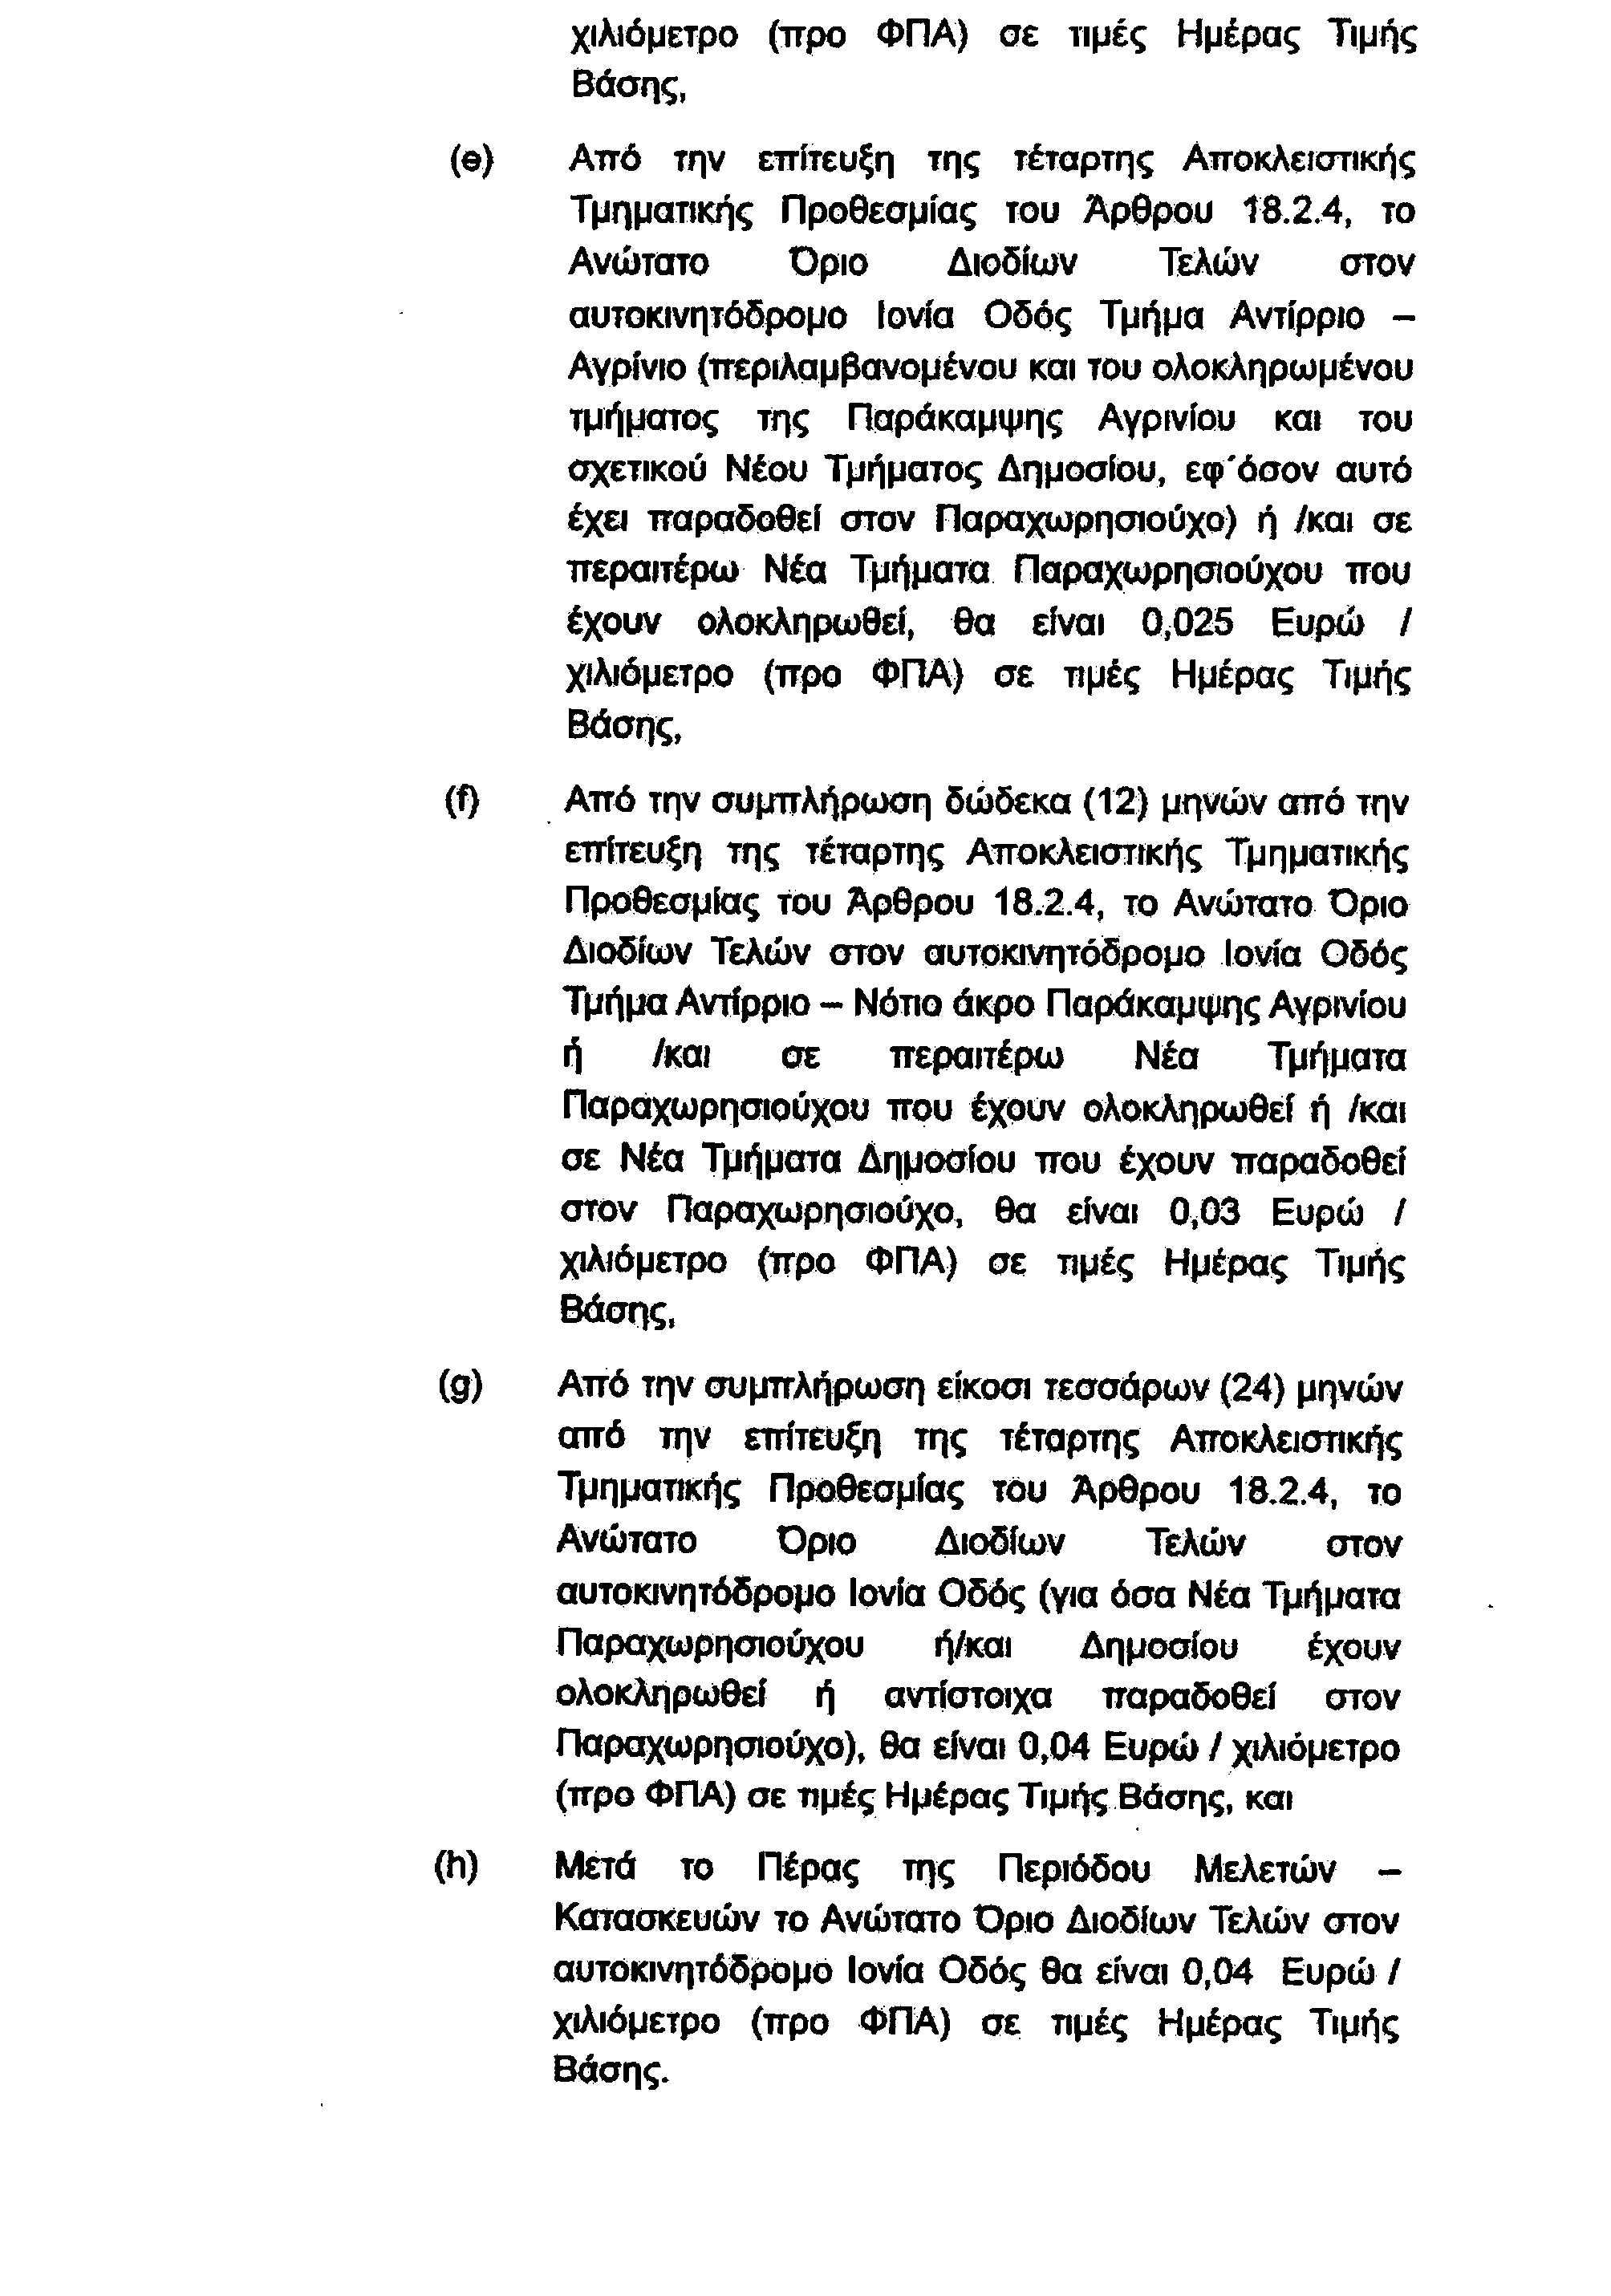 χιλιόμετρο (προ ΦΠΑ) σε τιμές Ημέρας Τιμής
Βάσης,
(e) Από την επίτευξη της τέταρτης Αποκλειστικής
Τμηματικής Προθεσμίας του Άρθρου 18.2.4, το
Ανώτατο Όριο Διοδίων Τελών στον
αυτοκινητόδρομο Ιονία Οδός Τμήμα Αντίρριο –
Αγρίνιο (περιλαμβανομένου και του ολοκληρωμένου
τμήματος της Παράκαμψης Αγρινίου και του
σχετικού Νέου Τμήματος Δημοσίου, εφ΄όσον αυτό
έχει παραδοθεί στον Παραχωρησιούχο) ή /και σε
περαιτέρω Νέα Τμήματα Παραχωρησιούχου που
έχουν ολοκληρωθεί, θα είναι 0,025 Ευρώ /
χιλιόμετρο (προ ΦΠΑ) σε τιμές Ημέρας Τιμής
Βάσης,
(f) Από την συμπλήρωση δώδεκα (12) μηνών από την
επίτευξη της τέταρτης Αποκλειστικής Τμηματικής
Προθεσμίας του Άρθρου 18.2.4, το Ανώτατο Όριο
Διοδίων Τελών στον αυτοκινητόδρομο Ιονία Οδός
Τμήμα Αντίρριο – Νότιο άκρο Παράκαμψης Αγρινίου
ή /και σε περαιτέρω Νέα Τμήματα
Παραχωρησιούχου που έχουν ολοκληρωθεί ή /και
σε Νέα Τμήματα Δημοσίου που έχουν παραδοθεί
στον Παραχωρησιούχο, θα είναι 0,03 Ευρώ /
χιλιόμετρο (προ ΦΠΑ) σε τιμές Ημέρας Τιμής
Βάσης,
(g) Από την συμπλήρωση είκοσι τεσσάρων (24) μηνών
από την επίτευξη της τέταρτης Αποκλειστικής
Τμηματικής Προθεσμίας του Άρθρου 18.2.4, το
Ανώτατο Όριο Διοδίων Τελών στον
αυτοκινητόδρομο Ιονία Οδός (για όσα Νέα Τμήματα
Παραχωρησιούχου ή/και Δημοσίου έχουν
ολοκληρωθεί ή αντίστοιχα παραδοθεί στον
Παραχωρησιούχο), θα είναι 0,04 Ευρώ / χιλιόμετρο
(προ ΦΠΑ) σε τιμές Ημέρας Τιμής Βάσης, και
(h) Μετά το Πέρας της Περιόδου Μελετών –
Κατασκευών το Ανώτατο Όριο Διοδίων Τελών στον
αυτοκινητόδρομο Ιονία Οδός θα είναι 0,04 Ευρώ /
χιλιόμετρο (προ ΦΠΑ) σε τιμές Ημέρας Τιμής
Βάσης.